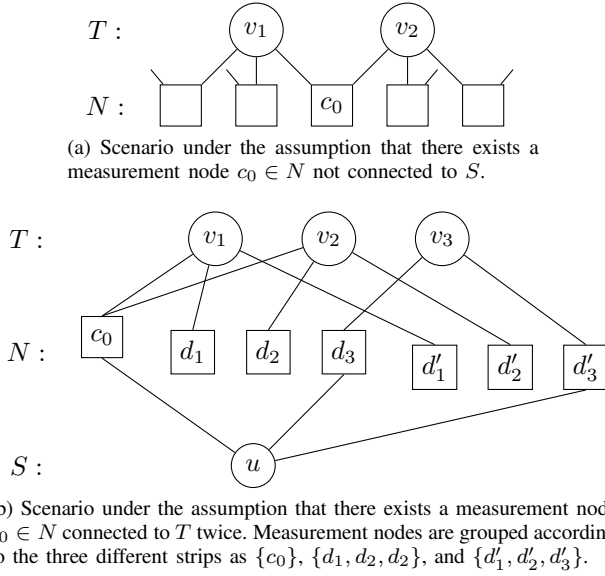 T : v₁ v₂
N : c₀
(a) Scenario under the assumption that there exists a
measurement node c₀ ∈ N not connected to S.
T : v₁ v₂ v₃
N : c₀ d₁ d₂ d₃ d′₁ d′₂ d′₃
S : u
) Scenario under the assumption that there exists a measurement nod
₀ ∈ N connected to T twice. Measurement nodes are grouped accordin
o the three different strips as {c₀}, {d₁, d₂, d₂}, and {d′₁, d′₂, d′₃}.